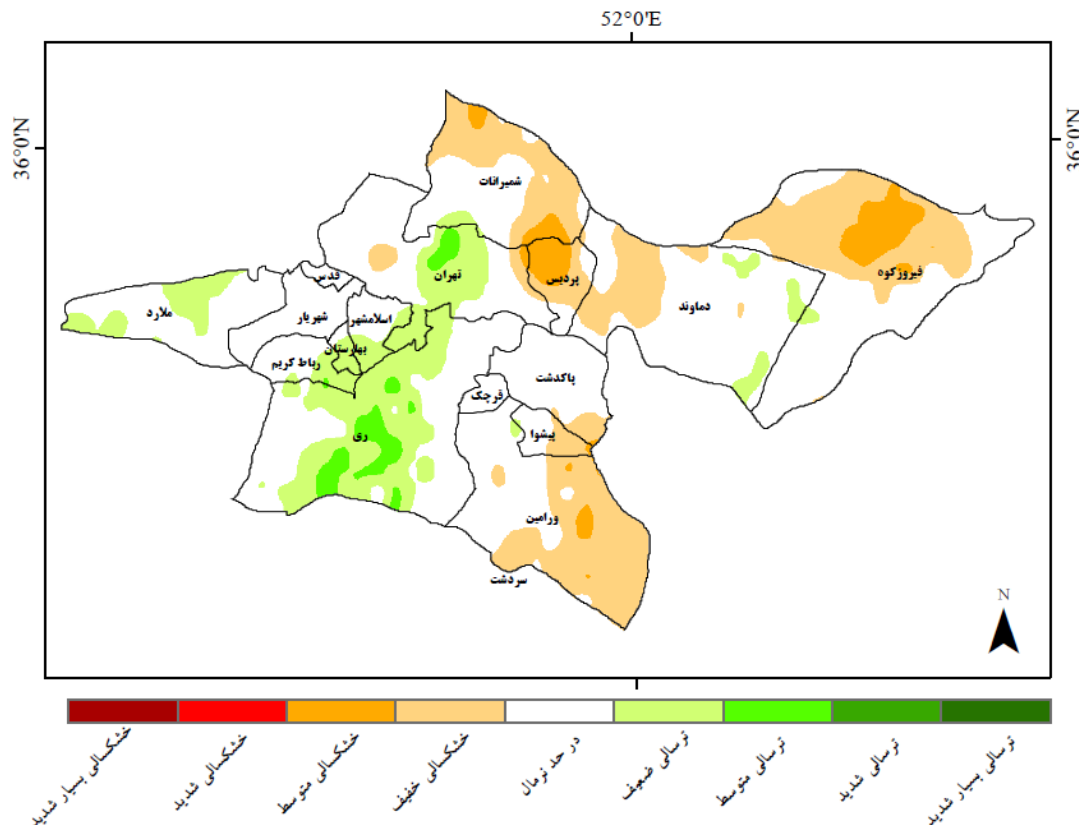 52°0'E
36°0'N
36°0'N
شمیرانات
فیروزکوه
تهران
پردیس
قدس
دماوند
ملارد
شهریار
اسلامشهر
بهارستان
رباط کریم
پاکدشت
قرچک
پیشوا
ری
ورامین
سردشت
N
خشکسالی بسیار شدید
خشکسالی شدید
خشکسالی متوسط
خشکسالی خفیف
در حد نرمال
ترسالی ضعیف
ترسالی متوسط
ترسالی شدید
ترسالی بسیار شدید